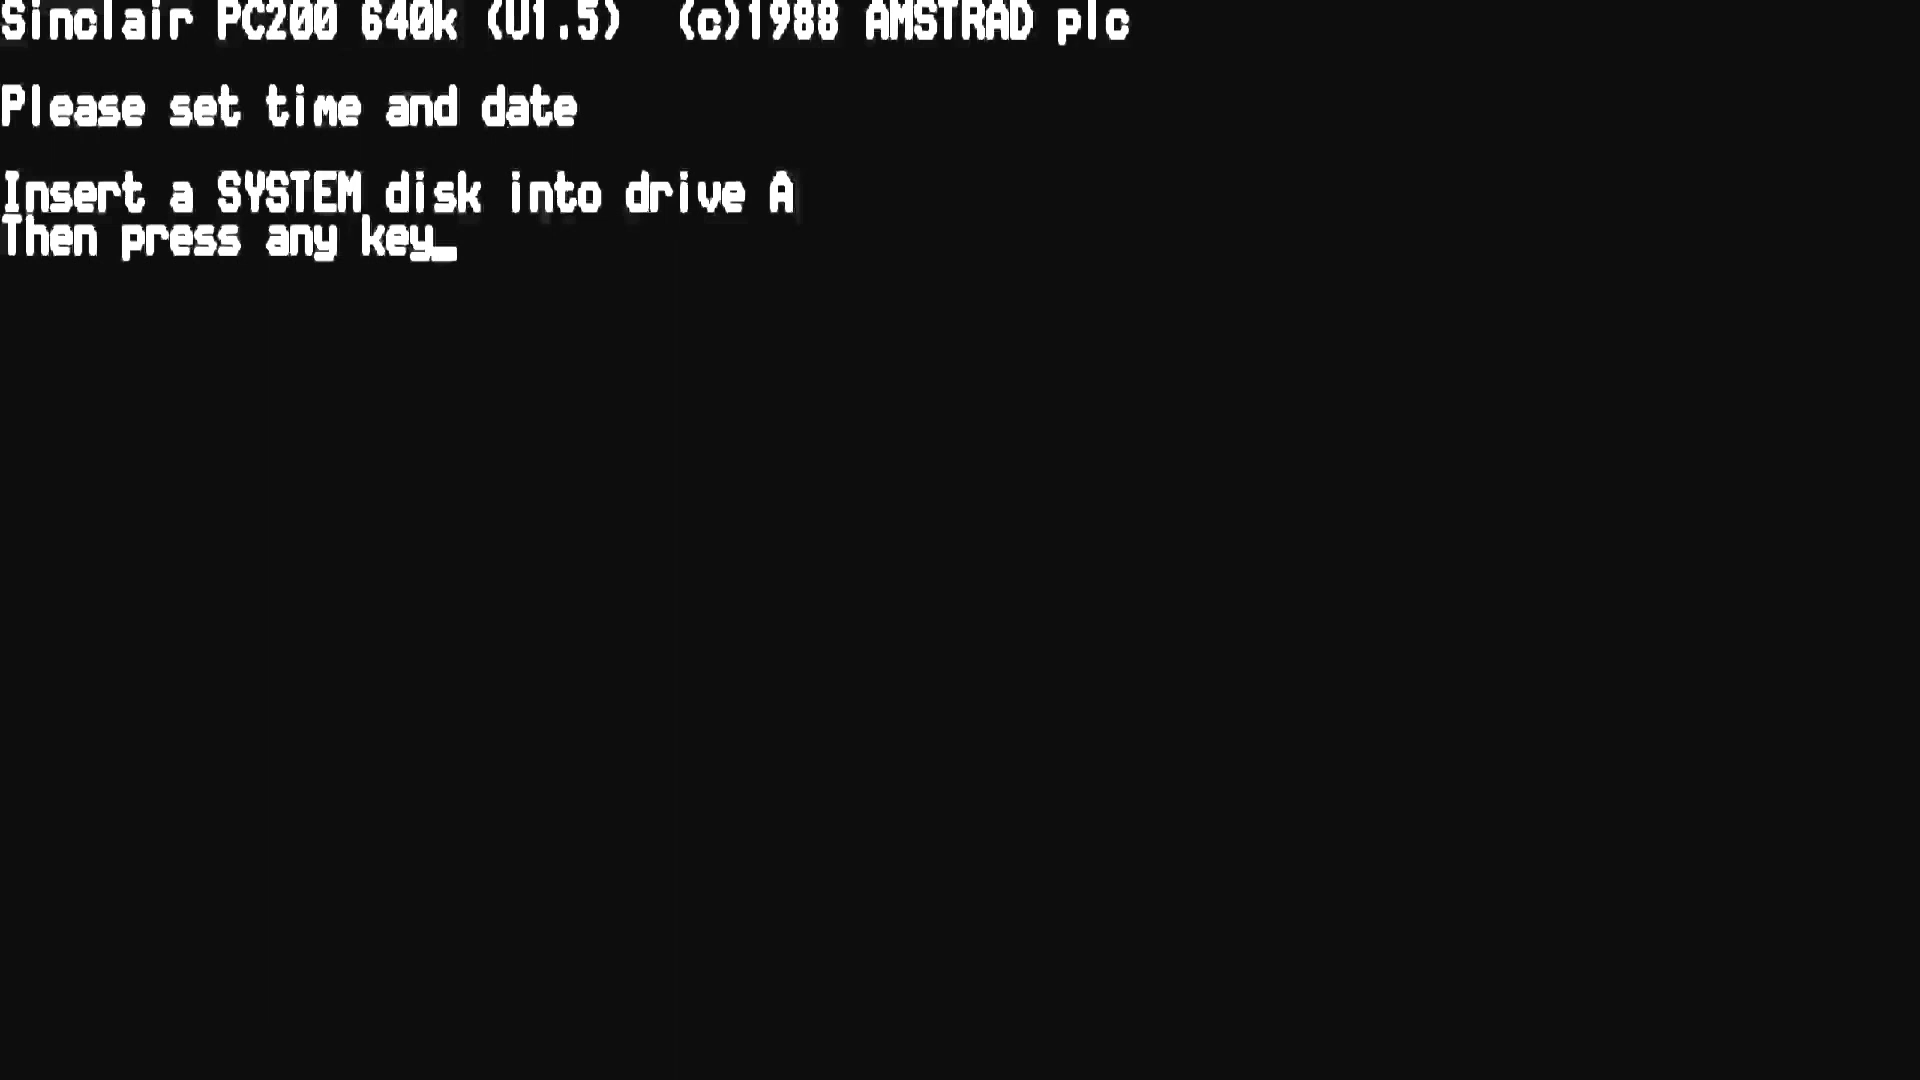 Sinclair PC200 640k (V1.5)  (c)1988 AMSTRAD plc
Please set time and date
Insert a SYSTEM disk into drive A
Then press any key_